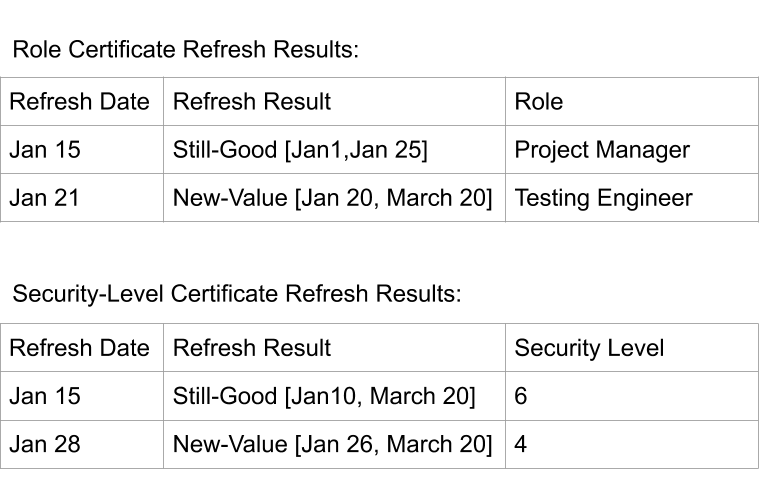 Role Certificate Refresh Results:
Refresh Date Refresh Result Role
Jan 15 Still-Good [Jan1,Jan 25] Project Manager
Jan 21 New-Value [Jan 20, March 20] Testing Engineer
Security-Level Certificate Refresh Results:
Refresh Date Refresh Result Security Level
Jan 15 Still-Good [Jan10, March 20] 6
Jan 28 New-Value [Jan 26, March 20] 4